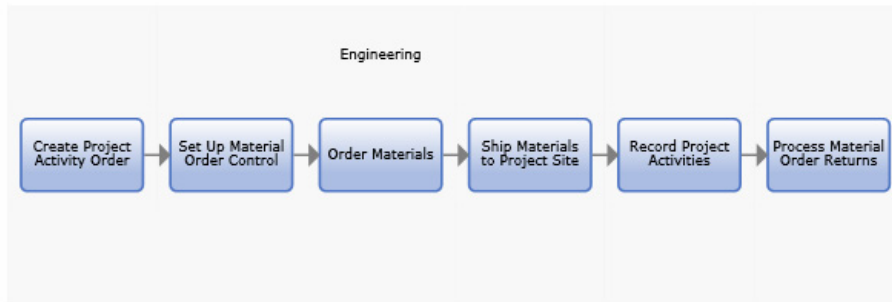 Engineering
Create Project
Activity Order
Set Up Material
Order Control
Order Materials
Ship Materials
to Project Site
Record Project
Activities
Process Material
Order Returns